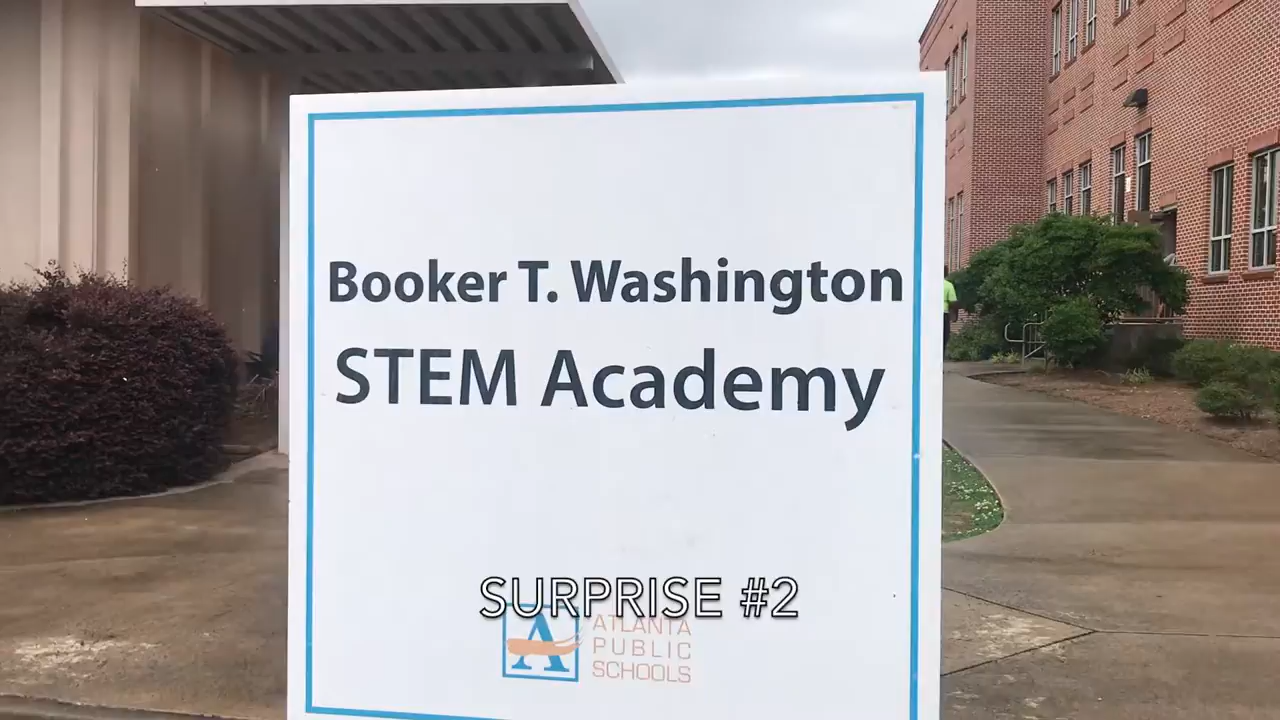 Booker T. Washington
STEM Academy
SURPRISE #2
ATLANTA
PUBLIC
SCHOOLS